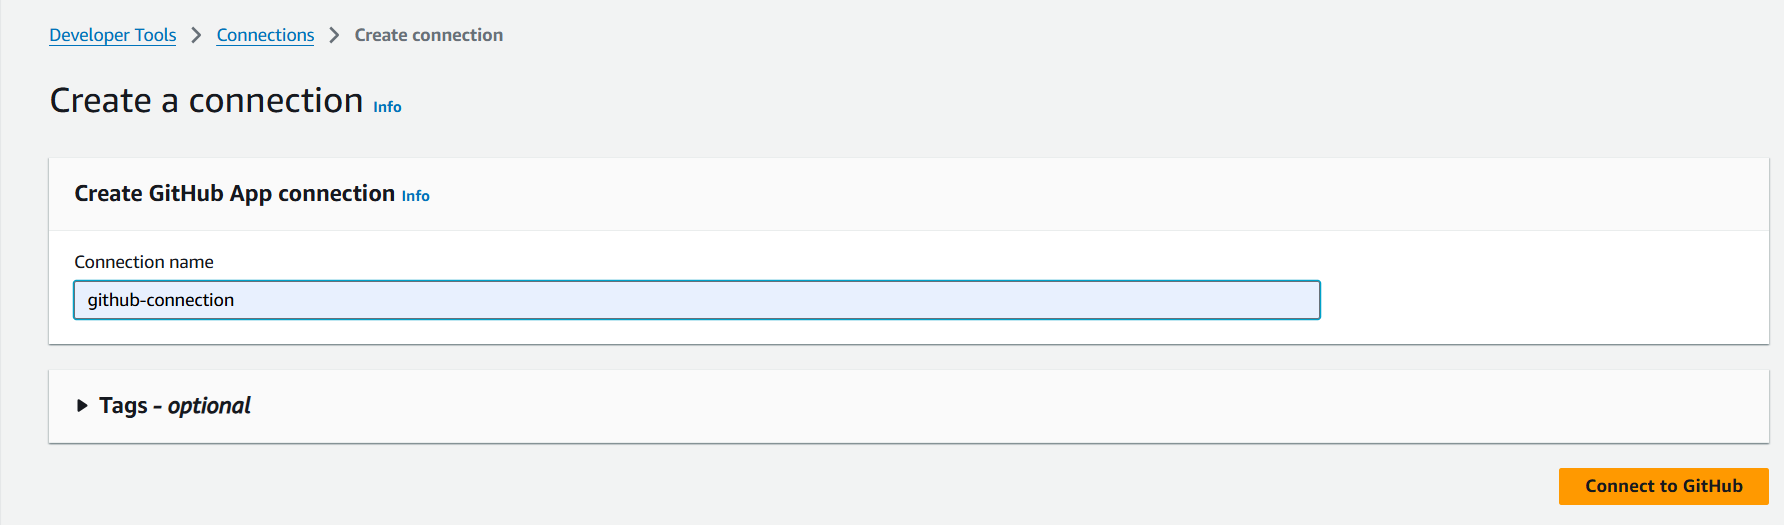 Developer Tools > Connections > Create connection
Create a connection Info
Create GitHub App connection Info
Connection name
github-connection
Tags - optional
Connect to GitHub